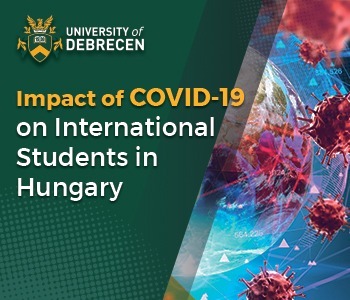 UNIVERSITY of
DEBRECEN
Impact of COVID-19
on International
Students in
Hungary